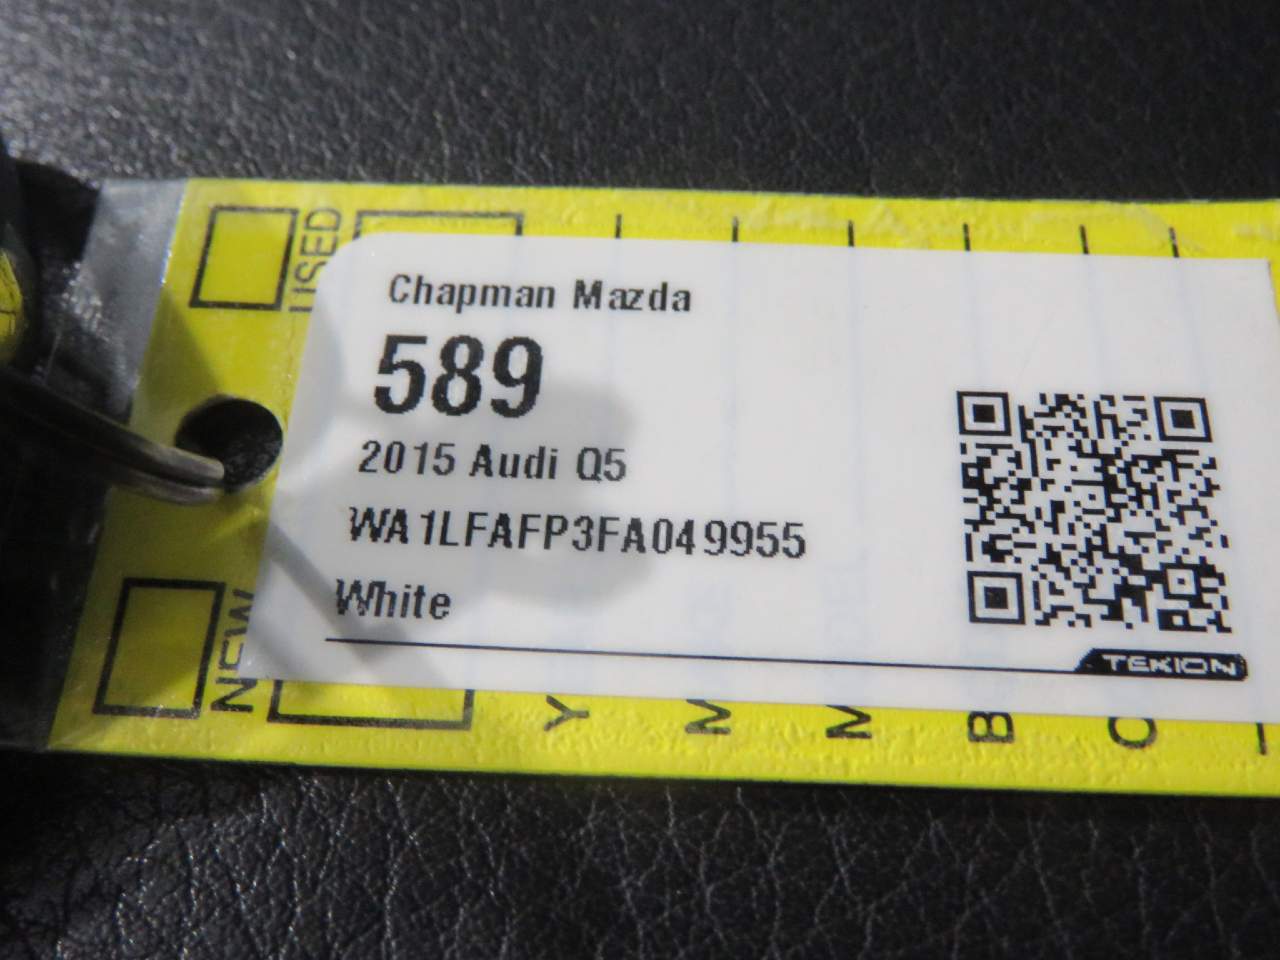 USED
Chapman Mazda
589
2015 Audi Q5
WA1LFAFP3FA049955
White
TEKION
NEW
Y
M
M
B
C